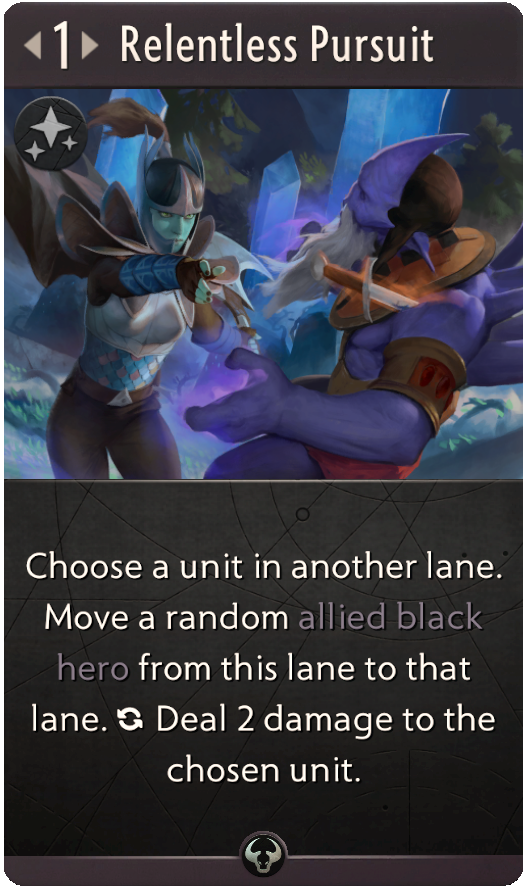 1 Relentless Pursuit
Choose a unit in another lane.
Move a random allied black
hero from this lane to that
lane. Deal 2 damage to the
chosen unit.